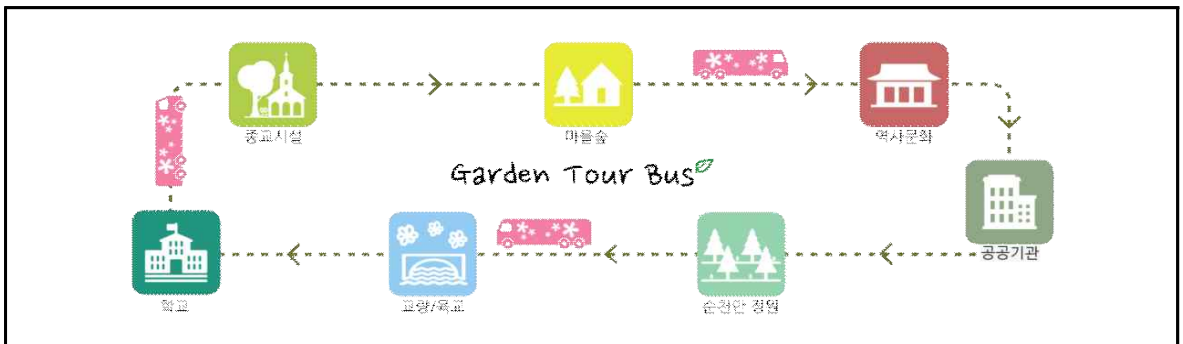 종교시설
마을숲
역사문화
Garden Tour Bus
공공기관
학교
교량/육교
순천만 정원